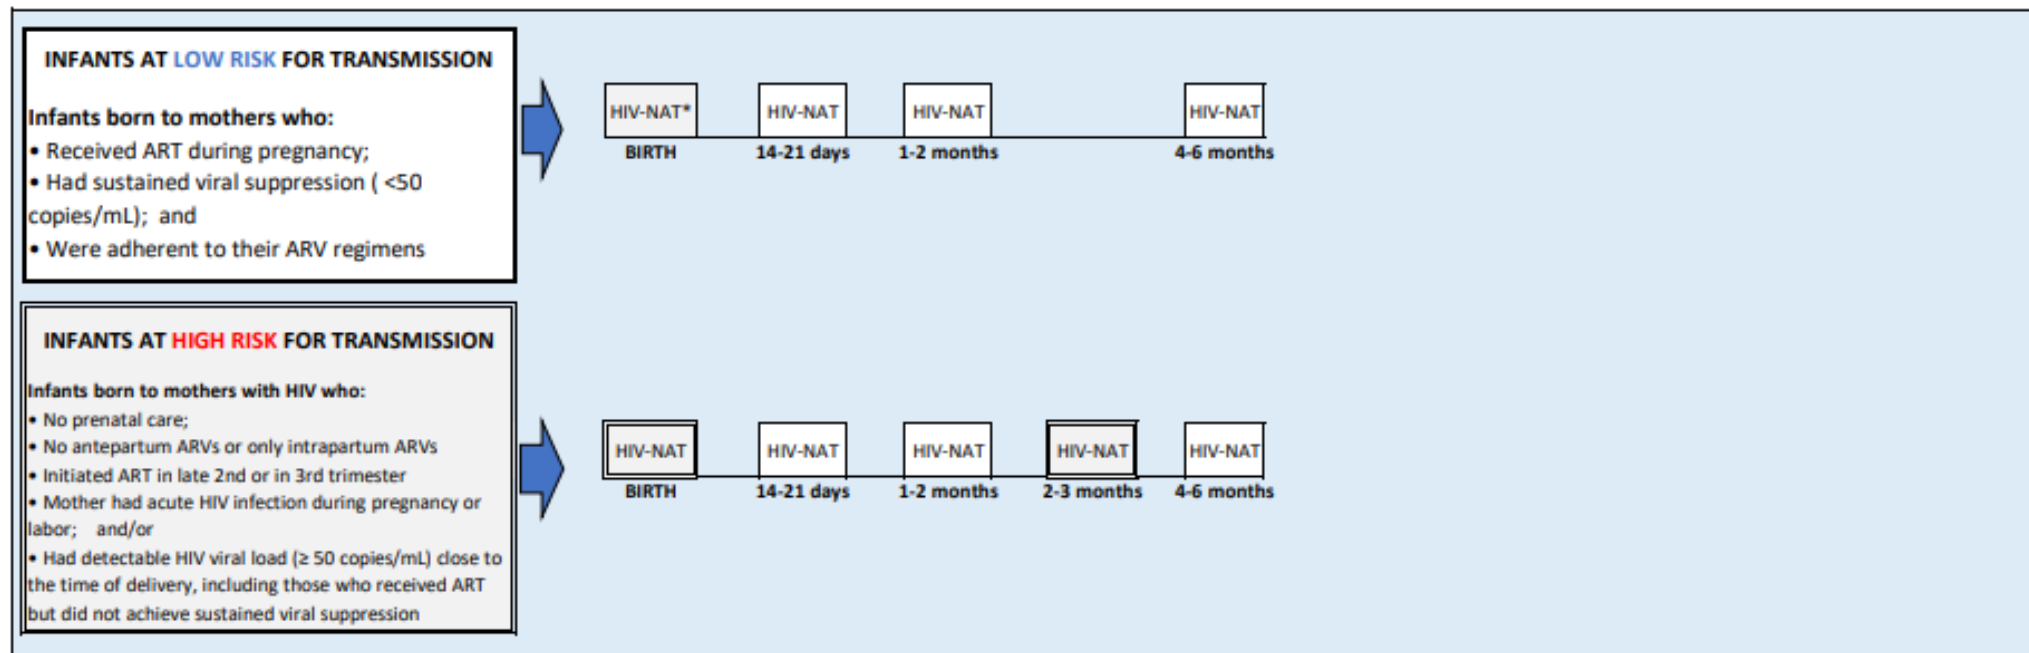 INFANTS AT LOW RISK FOR TRANSMISSION
Infants born to mothers who:
• Received ART during pregnancy;
• Had sustained viral suppression ( <50
copies/mL); and
• Were adherent to their ARV regimens
HIV-NAT* HIV-NAT HIV-NAT HIV-NAT
BIRTH 14-21 days 1-2 months 4-6 months
INFANTS AT HIGH RISK FOR TRANSMISSION
Infants born to mothers with HIV who:
• No prenatal care;
• No antepartum ARVs or only intrapartum ARVs
• Initiated ART in late 2nd or in 3rd trimester
• Mother had acute HIV infection during pregnancy or
labor; and/or
• Had detectable HIV viral load (≥ 50 copies/mL) close to
the time of delivery, including those who received ART
but did not achieve sustained viral suppression
HIV-NAT HIV-NAT HIV-NAT HIV-NAT HIV-NAT
BIRTH 14-21 days 1-2 months 2-3 months 4-6 months